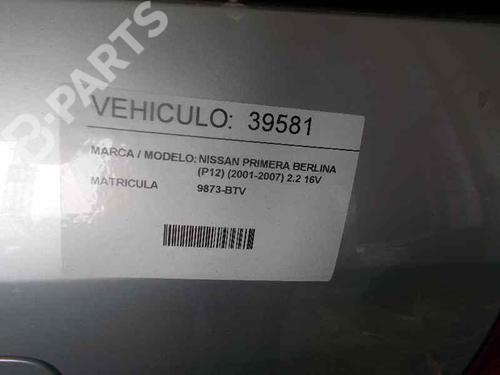 B-PARTS
VEHICULO: 39581
MARCA / MODELO: NISSAN PRIMERA BERLINA
(P12) (2001-2007) 2.2 16V
MATRICULA 9873-BTV